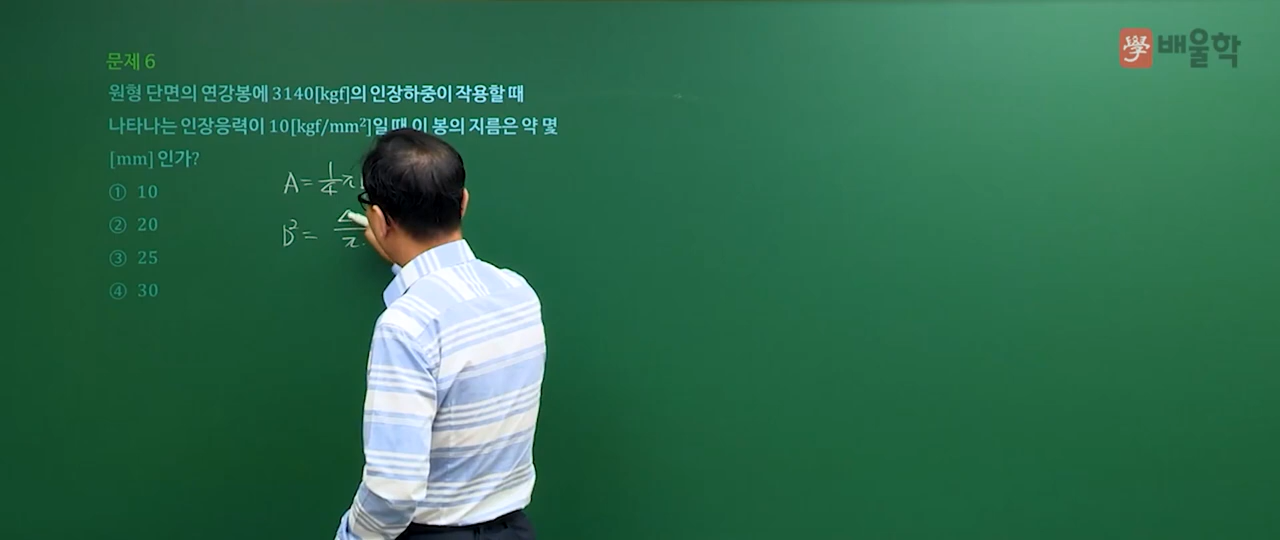 學 배울학
문제 6
원형 단면의 연강봉에 3140[kgf]의 인장하중이 작용할 때
나타나는 인장응력이 10[kgf/mm²]일 때 이 봉의 지름은 약 몇
[mm] 인가?
① 10
② 20
③ 25
④ 30
A = 1/4 π
D² = π